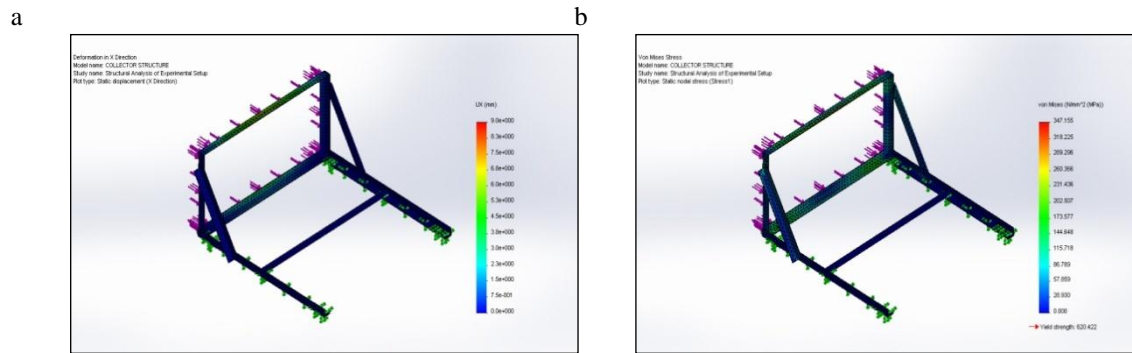 a
b
Deformation in X Direction
Model name: COLLECTOR STRUCTURE
Study name: Structural Analysis of Experimental Setup
Plot type: Static displacement (X Direction)
UX (mm)
9.0e+000
8.3e+000
7.5e+000
6.8e+000
6.0e+000
5.3e+000
4.5e+000
3.8e+000
3.0e+000
2.3e+000
1.5e+000
7.5e-001
0.0e+000
Von Mises Stress
Model name: COLLECTOR STRUCTURE
Study name: Structural Analysis of Experimental Setup
Plot type: Static nodal stress (Stress1)
von Mises (N/mm^2 (MPa))
347.155
318.225
289.296
260.366
231.436
202.507
173.577
144.648
115.718
86.789
57.859
28.930
0.000
Yield strength: 620.422